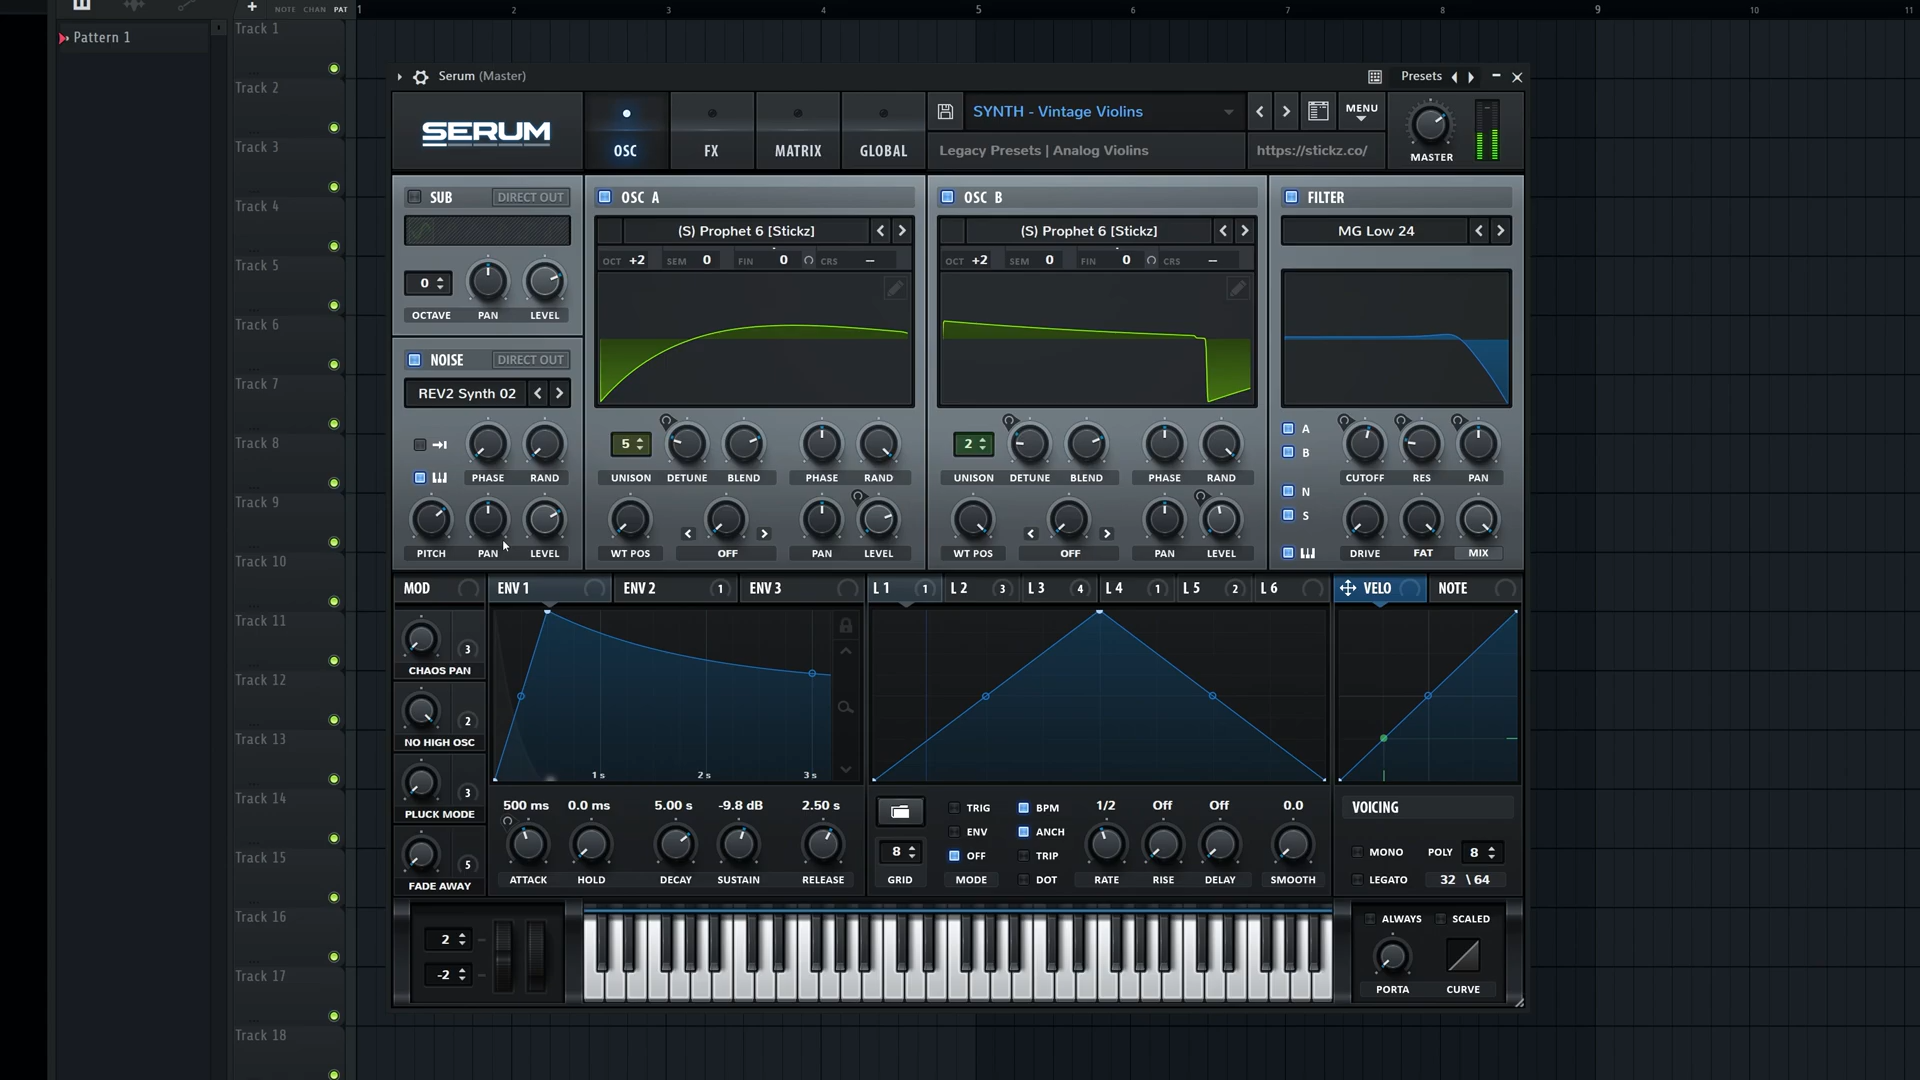 NOTE CHAN PAT
1 2 3 4 5 6 7 8 9 10 11
Pattern 1
Track 1
Track 2
Track 3
Track 4
Track 5
Track 6
Track 7
Track 8
Track 9
Track 10
Track 11
Track 12
Track 13
Track 14
Track 15
Track 16
Track 17
Track 18
Serum (Master)
Presets
SERUM
OSC
FX
MATRIX
GLOBAL
SYNTH - Vintage Violins
MENU
Legacy Presets | Analog Violins
https://stickz.co/
MASTER
SUB DIRECT OUT
0
OCTAVE PAN LEVEL
NOISE DIRECT OUT
REV2 Synth 02
PHASE RAND
PITCH PAN LEVEL
OSC A
(S) Prophet 6 [Stickz]
OCT +2 SEM 0 FIN 0 CRS --
5
UNISON DETUNE BLEND PHASE RAND
WT POS OFF PAN LEVEL
OSC B
(S) Prophet 6 [Stickz]
OCT +2 SEM 0 FIN 0 CRS --
2
UNISON DETUNE BLEND PHASE RAND
WT POS OFF PAN LEVEL
FILTER
MG Low 24
A
B
N
S
CUTOFF RES PAN
DRIVE FAT MIX
MOD ENV 1 ENV 2 1 ENV 3 L 1 1 L 2 3 L 3 4 L 4 1 L 5 2 L 6 VELO NOTE
3
CHAOS PAN
2
NO HIGH OSC
3
PLUCK MODE
5
FADE AWAY
1 s 2 s 3 s
500 ms 0.0 ms 5.00 s -9.8 dB 2.50 s
ATTACK HOLD DECAY SUSTAIN RELEASE
8
GRID
TRIG BPM
ENV ANCH
OFF TRIP
MODE DOT
1/2 Off Off 0.0
RATE RISE DELAY SMOOTH
VOICING
MONO POLY 8
LEGATO 32 \64
2
-2
ALWAYS SCALED
PORTA CURVE